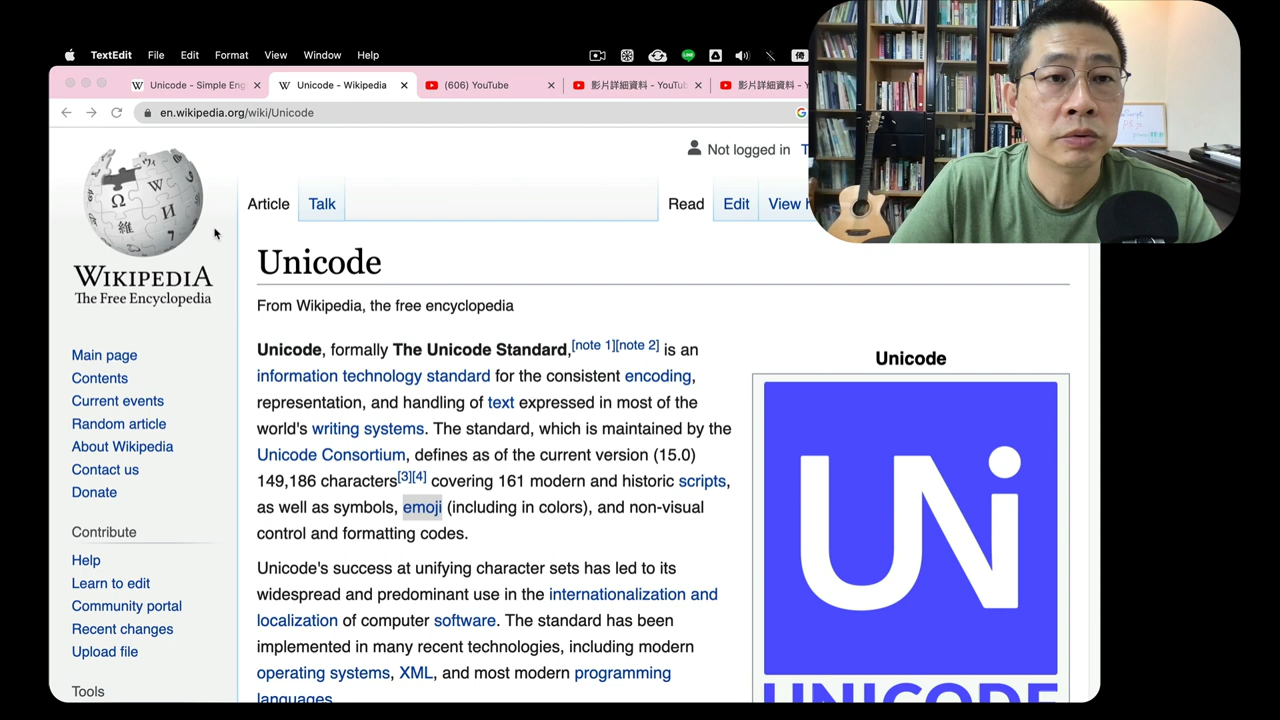 TextEdit File Edit Format View Window Help
Unicode - Simple Eng
Unicode - Wikipedia
(606) YouTube
影片詳細資料 - YouTub
影片詳細資料 - Y
en.wikipedia.org/wiki/Unicode
Not logged in
Article Talk Read Edit View h
WIKIPEDIA
The Free Encyclopedia
Unicode
From Wikipedia, the free encyclopedia
Unicode, formally The Unicode Standard,[note 1][note 2] is an
information technology standard for the consistent encoding,
representation, and handling of text expressed in most of the
world's writing systems. The standard, which is maintained by the
Unicode Consortium, defines as of the current version (15.0)
149,186 characters[3][4] covering 161 modern and historic scripts,
as well as symbols, emoji (including in colors), and non-visual
control and formatting codes.
Unicode's success at unifying character sets has led to its
widespread and predominant use in the internationalization and
localization of computer software. The standard has been
implemented in many recent technologies, including modern
operating systems, XML, and most modern programming
languages.
Main page
Contents
Current events
Random article
About Wikipedia
Contact us
Donate
Contribute
Help
Learn to edit
Community portal
Recent changes
Upload file
Tools
Unicode
UNi
UNICODE